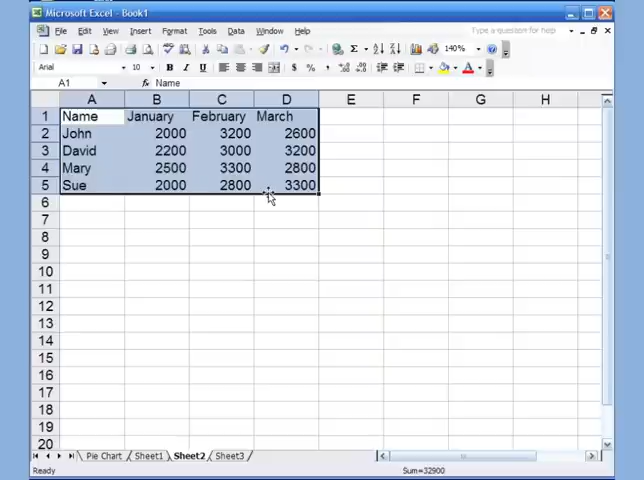 Microsoft Excel - Book1
File Edit View Insert Format Tools Data Window Help
Type a question for help
140%
Arial 10 B I U $ % ,
A1 fx Name
A B C D E F G H
1 Name January February March
2 John 2000 3200 2600
3 David 2200 3000 3200
4 Mary 2500 3300 2800
5 Sue 2000 2800 3300
6
7
8
9
10
11
12
13
14
15
16
17
18
19
20
Pie Chart Sheet1 Sheet2 Sheet3
Ready Sum=32900